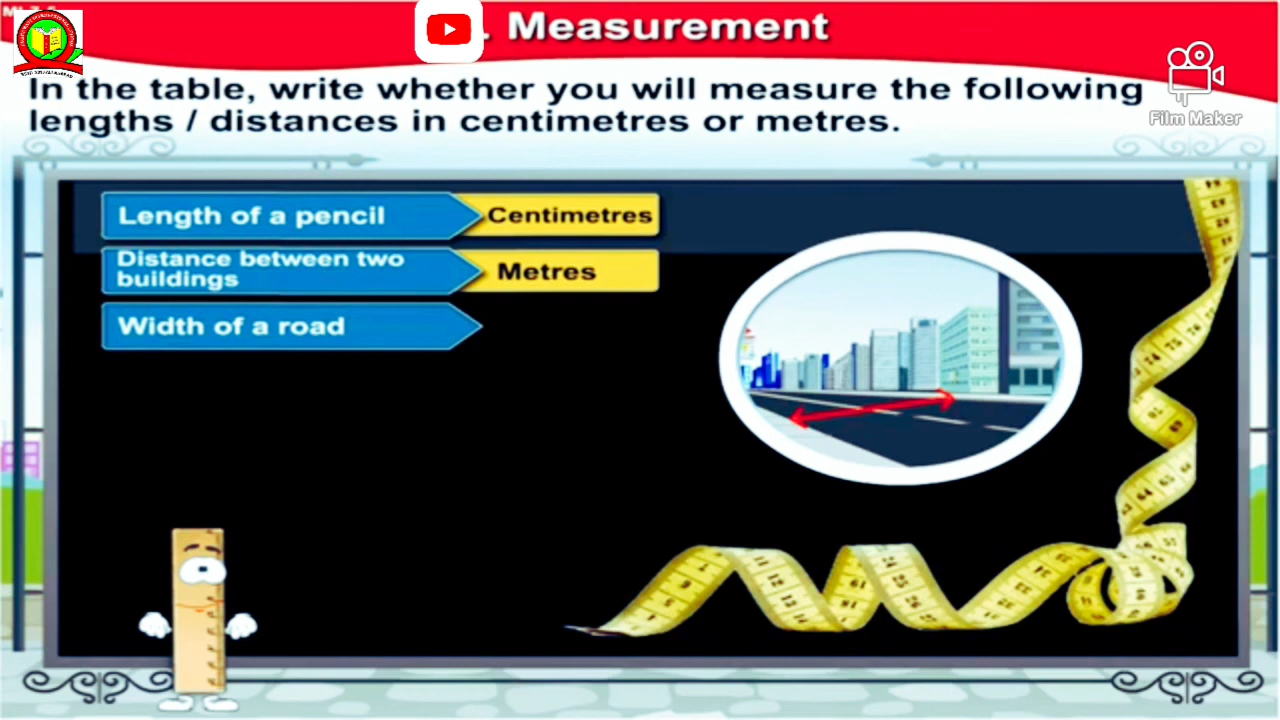 . Measurement
In the table, write whether you will measure the following
lengths / distances in centimetres or metres.
Film Maker
Length of a pencil
Centimetres
Distance between two
buildings
Metres
Width of a road